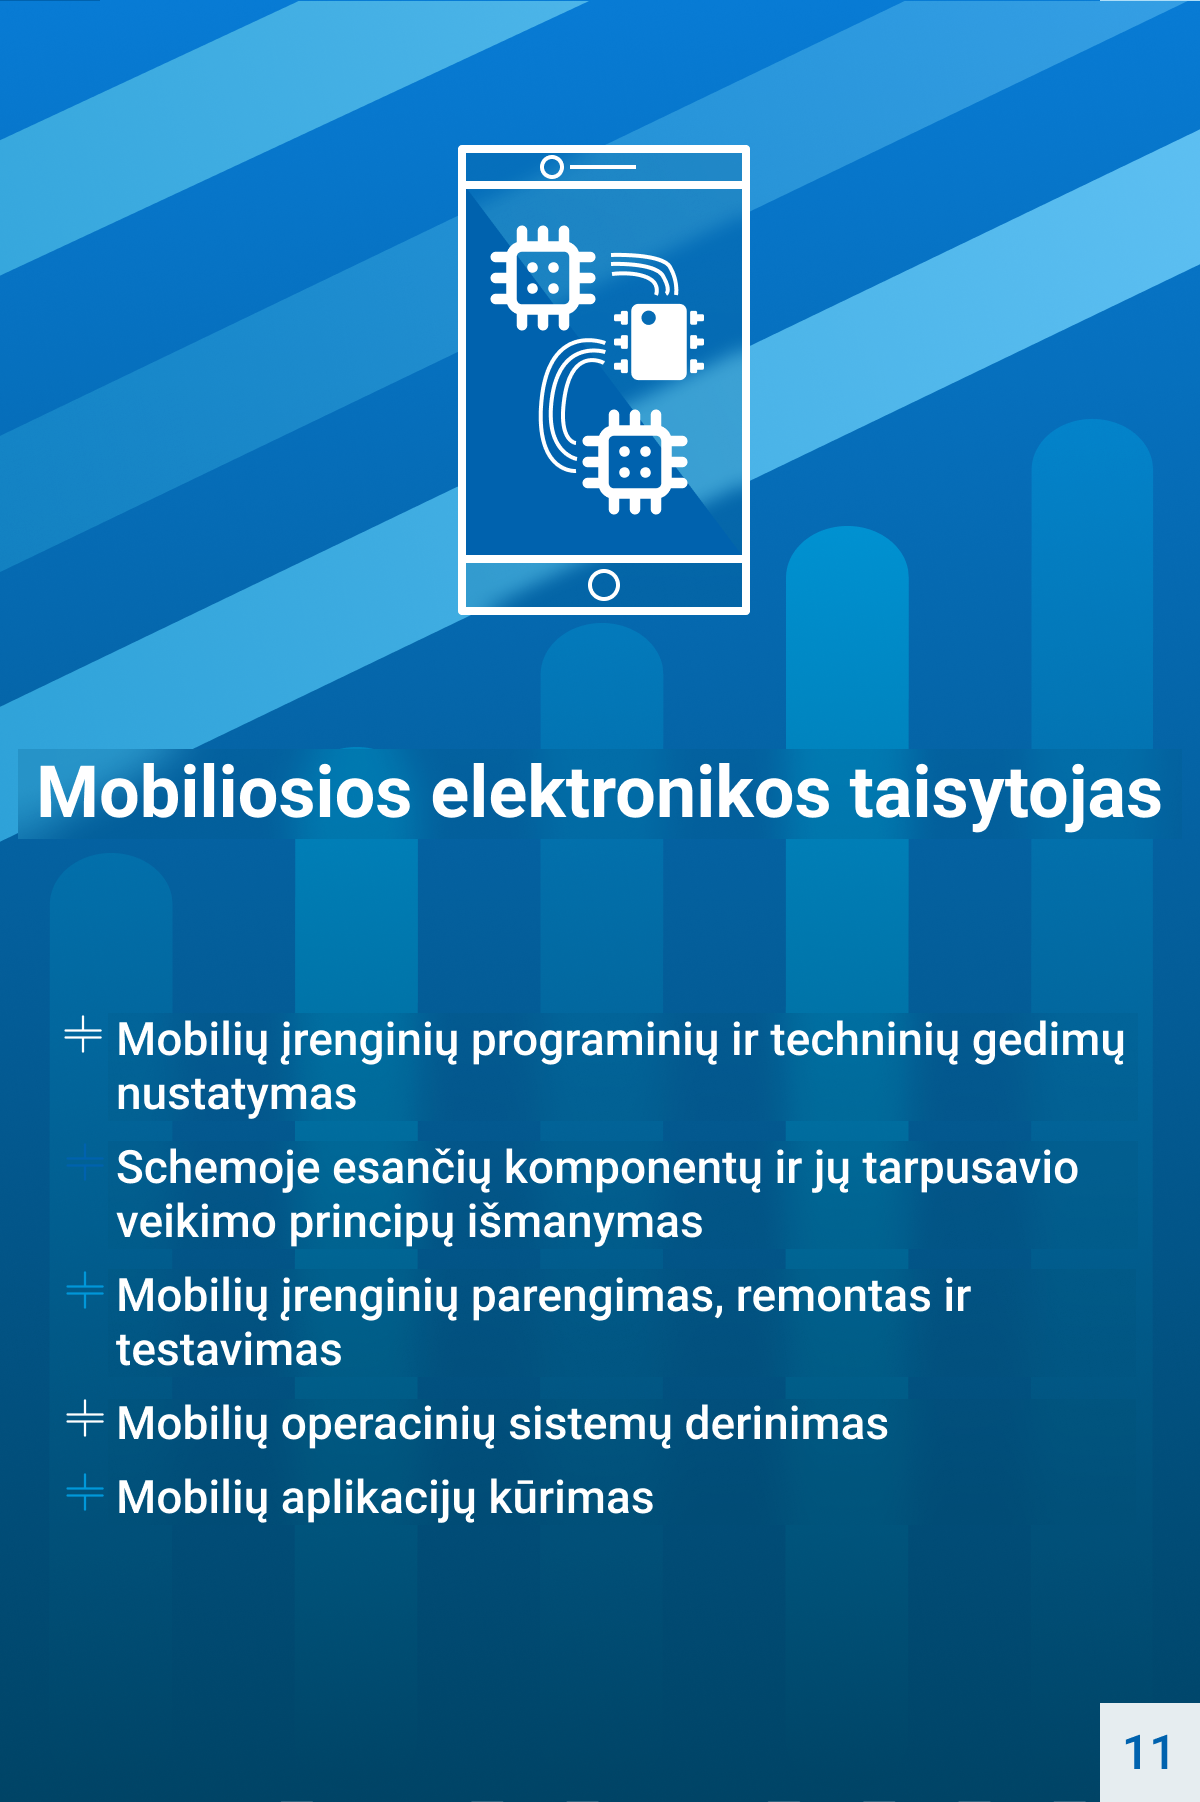 Mobiliosios elektronikos taisytojas
Mobilių įrenginių programinių ir techninių gedimų
nustatymas
Schemoje esančių komponentų ir jų tarpusavio
veikimo principų išmanymas
Mobilių įrenginių parengimas, remontas ir
testavimas
Mobilių operacinių sistemų derinimas
Mobilių aplikacijų kūrimas
11